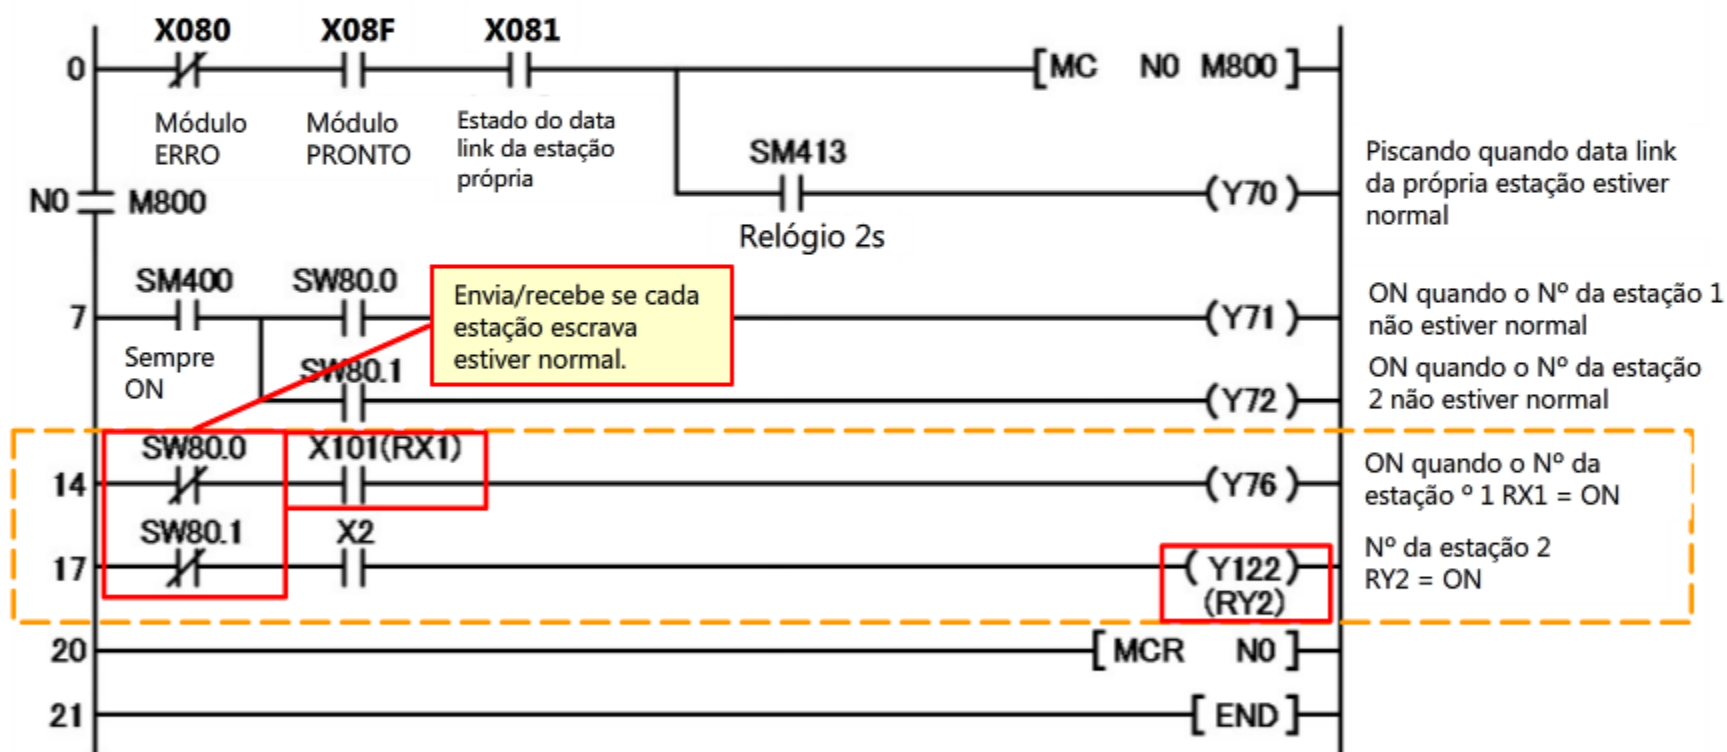 X080 X08F X081
0 [MC N0 M800]
Módulo ERRO
Módulo PRONTO
Estado do data link da estação própria
SM413
(Y70)
Relógio 2s
Piscando quando data link
da própria estação estiver
normal
N0 M800
SM400 SW80.0
7 (Y71)
Sempre
ON
Envia/recebe se cada
estação escrava
estiver normal.
ON quando o Nº da estação 1
não estiver normal
SW80.1
(Y72)
ON quando o Nº da estação
2 não estiver normal
SW80.0 X101(RX1)
14 (Y76)
ON quando o Nº da
estação º 1 RX1 = ON
SW80.1 X2
17 (Y122)
(RY2)
Nº da estação 2
RY2 = ON
20 [MCR N0]
21 [END]